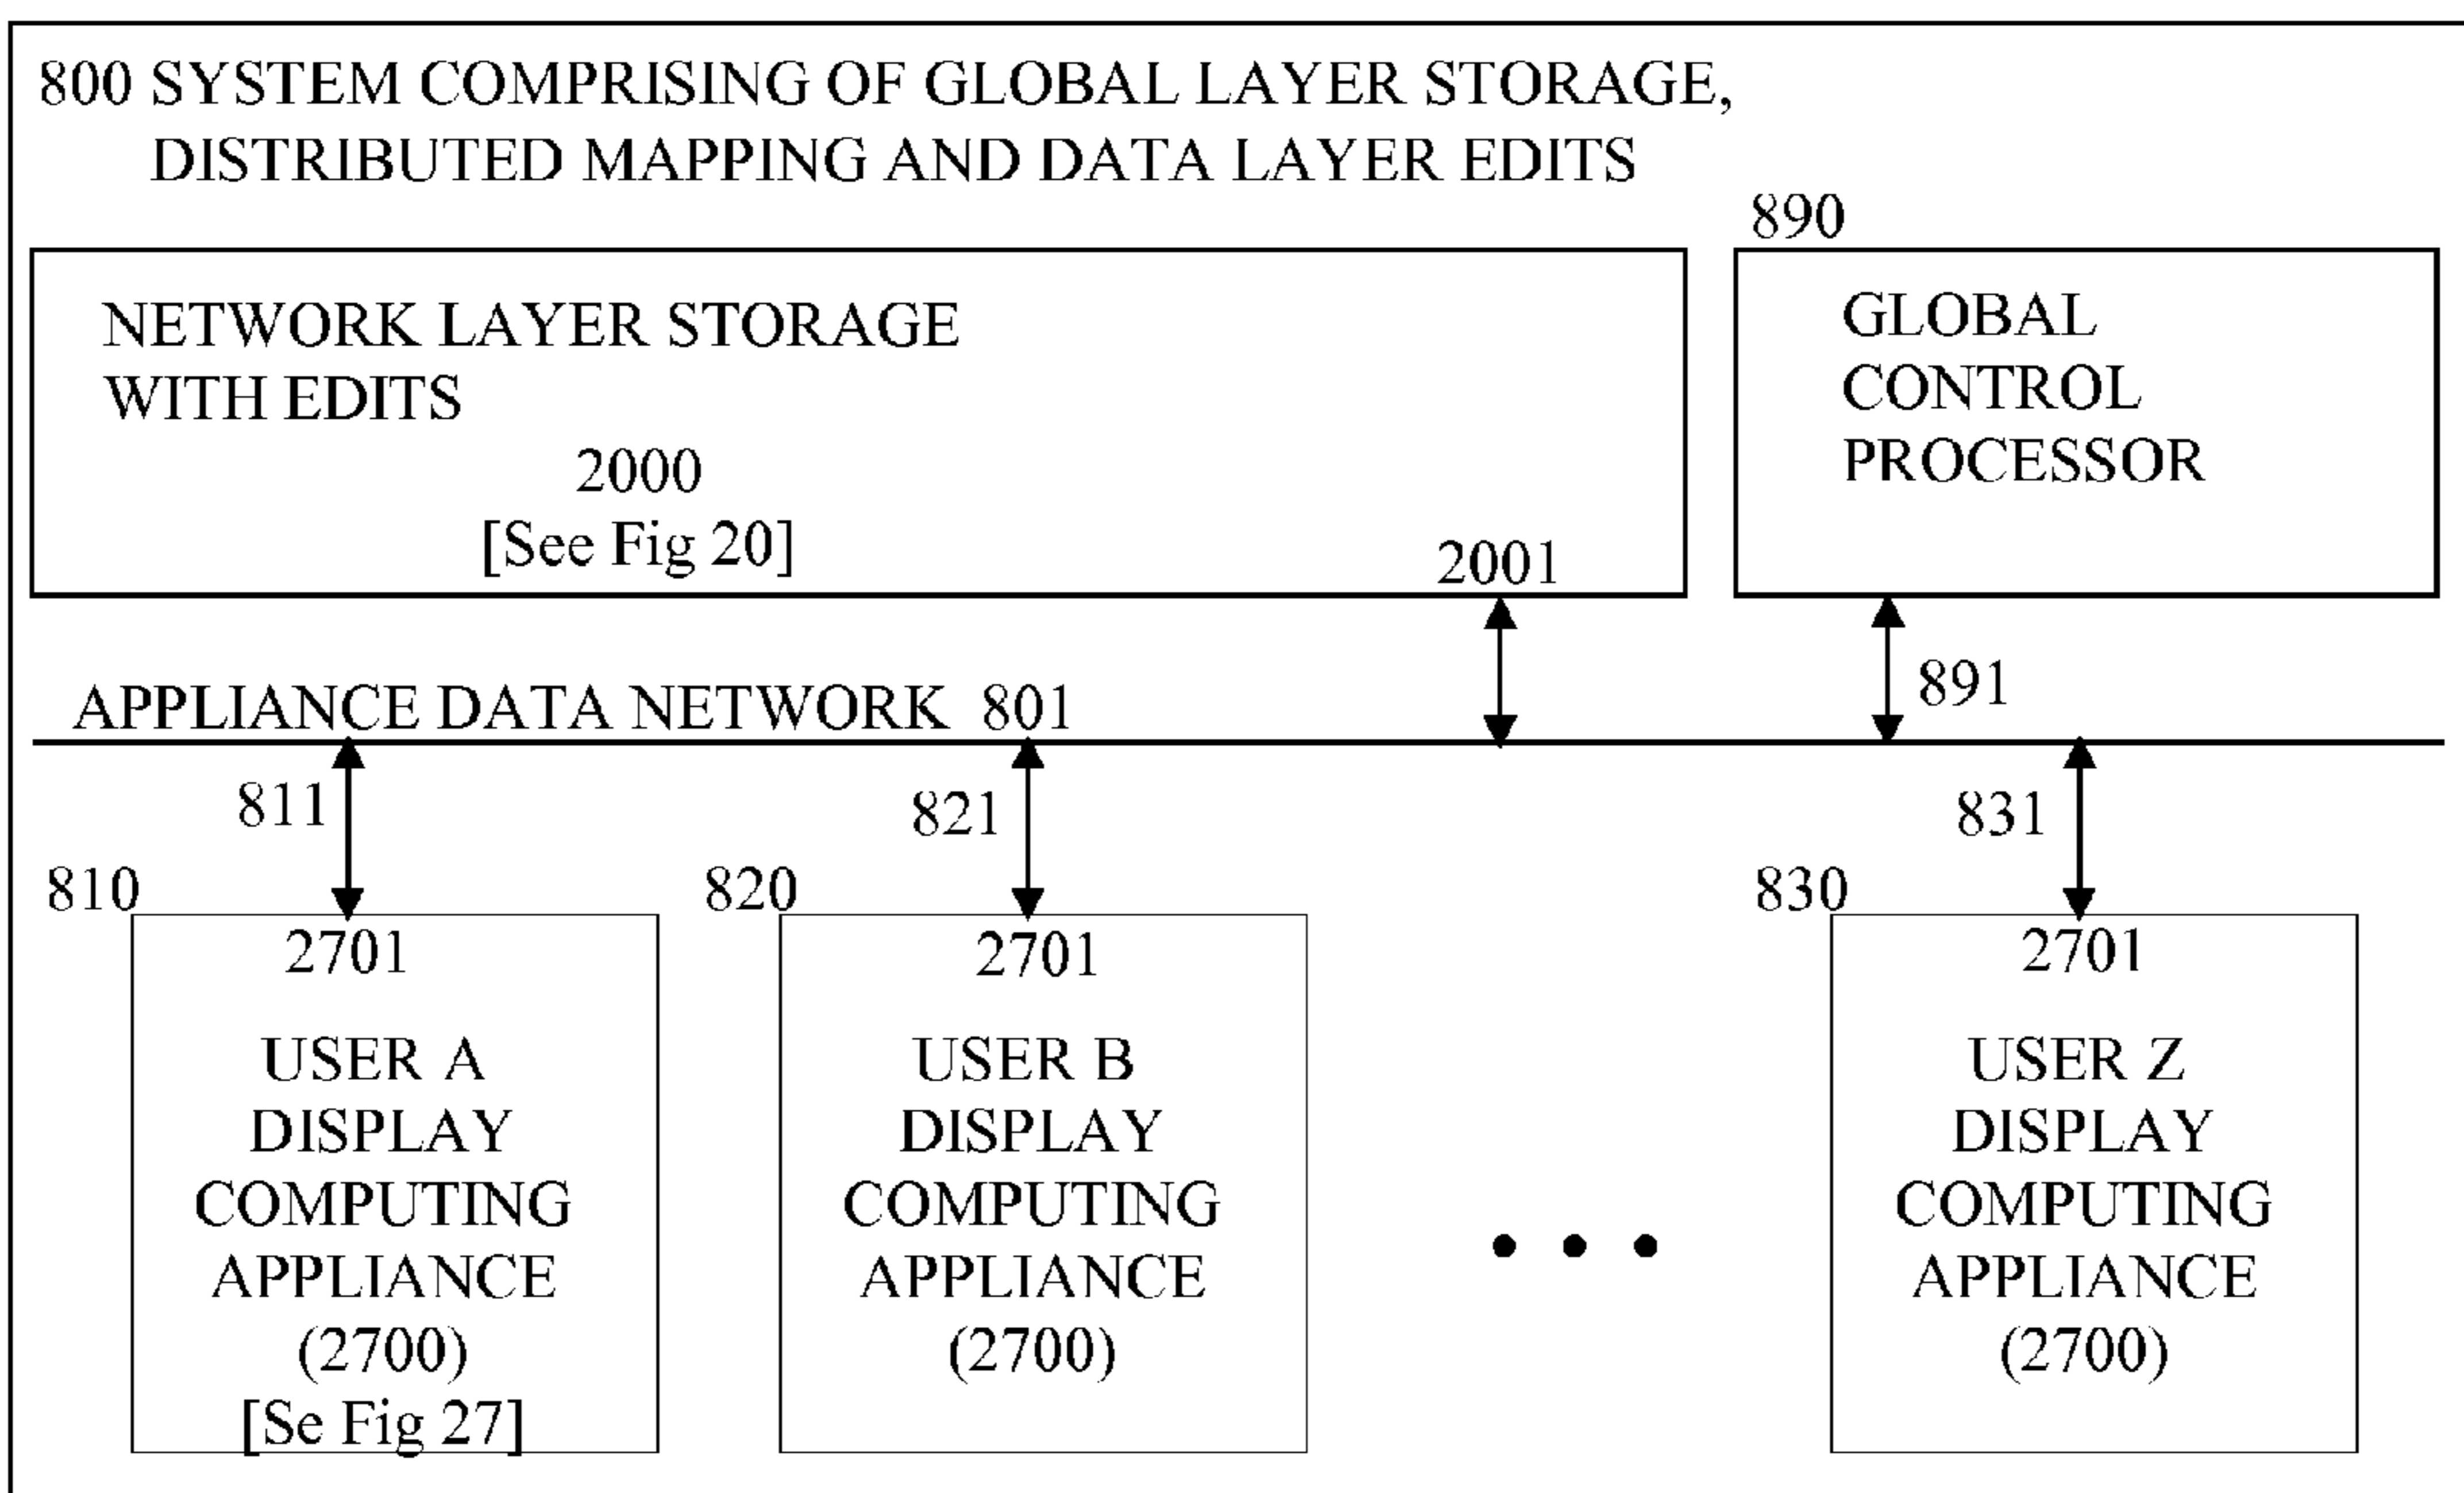 800 SYSTEM COMPRISING OF GLOBAL LAYER STORAGE,
DISTRIBUTED MAPPING AND DATA LAYER EDITS
890
NETWORK LAYER STORAGE
WITH EDITS
2000
[See Fig 20]
2001
GLOBAL
CONTROL
PROCESSOR
891
APPLIANCE DATA NETWORK 801
811
821
831
810
2701
USER A
DISPLAY
COMPUTING
APPLIANCE
(2700)
[Se Fig 27]
820
2701
USER B
DISPLAY
COMPUTING
APPLIANCE
(2700)
830
2701
USER Z
DISPLAY
COMPUTING
APPLIANCE
(2700)